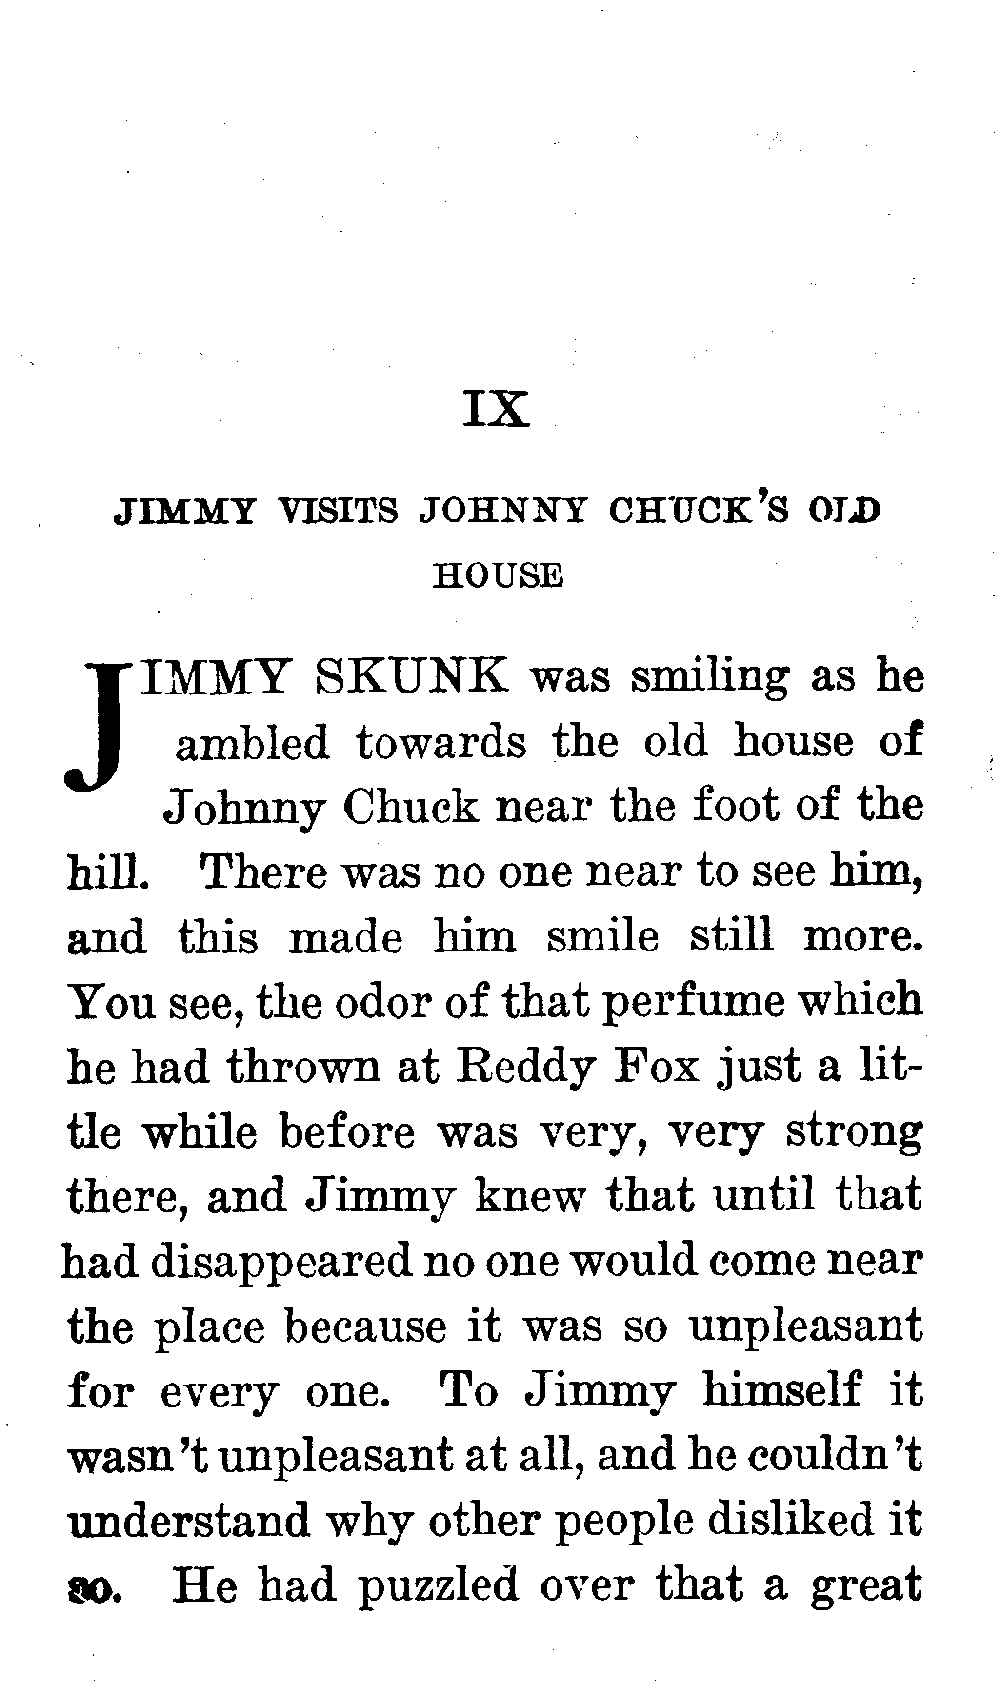 IX
JIMMY VISITS JOHNNY CHUCK'S OLD
HOUSE
JIMMY SKUNK was smiling as he
ambled towards the old house of
Johnny Chuck near the foot of the
hill. There was no one near to see him,
and this made him smile still more.
You see, the odor of that perfume which
he had thrown at Reddy Fox just a lit-
tle while before was very, very strong
there, and Jimmy knew that until that
had disappeared no one would come near
the place because it was so unpleasant
for every one. To Jimmy himself it
wasn't unpleasant at all, and he couldn't
understand why other people disliked it
so. He had puzzled over that a great